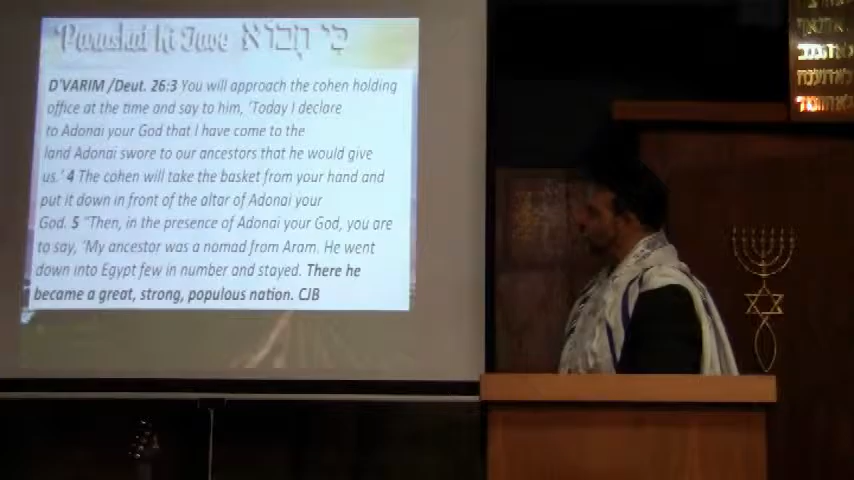 Parashat Ki Tavo כִּי תָבוֹא
D'VARIM /Deut. 26:3 You will approach the cohen holding
office at the time and say to him, 'Today I declare
to Adonai your God that I have come to the
land Adonai swore to our ancestors that he would give
us.' 4 The cohen will take the basket from your hand and
put it down in front of the altar of Adonai your
God. 5 "Then, in the presence of Adonai your God, you are
to say, 'My ancestor was a nomad from Aram. He went
down into Egypt few in number and stayed. There he
became a great, strong, populous nation. CJB